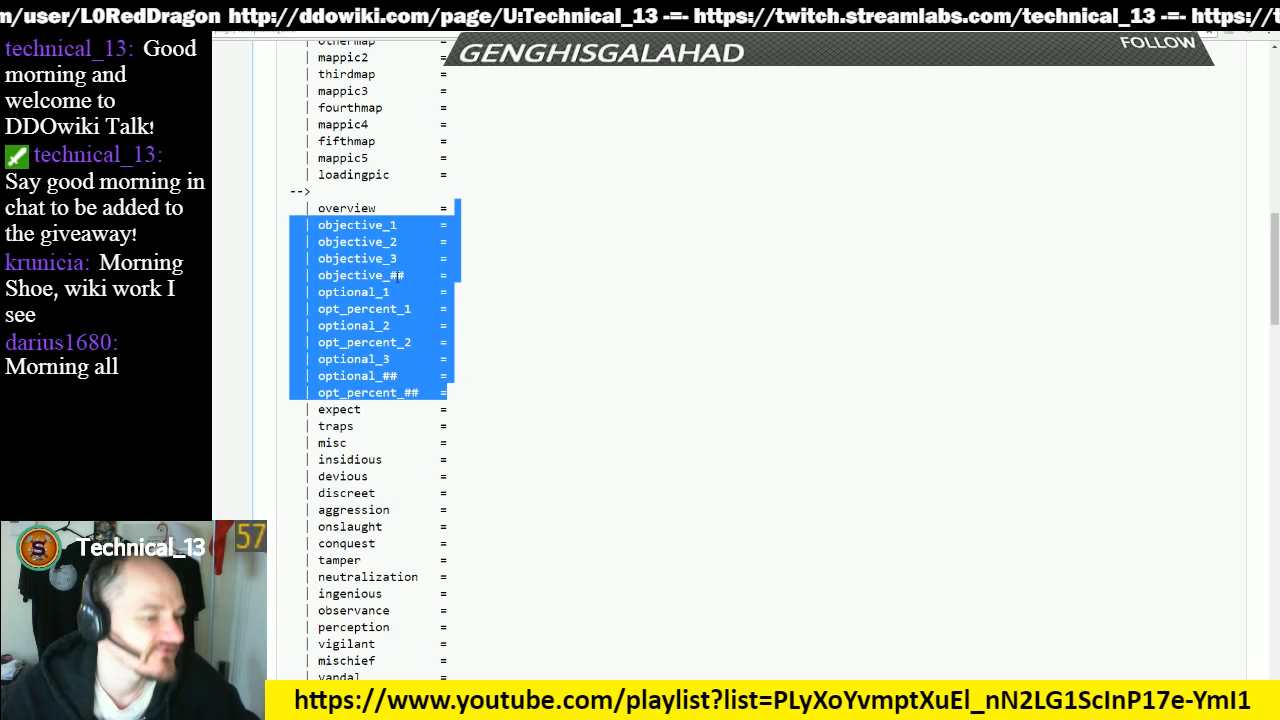 m/user/L0RedDragon http://ddowiki.com/page/U:Technical_13 -=- https://twitch.streamlabs.com/technical_13 -=- https://t
GENGHISGALAHAD
FOLLOW
technical_13: Good
morning and
welcome to
DDOwiki Talk!
technical_13:
Say good morning in
chat to be added to
the giveaway!
krunicia: Morning
Shoe, wiki work I
see
darius1680:
Morning all
| othermap =
| mappic2 =
| thirdmap =
| mappic3 =
| fourthmap =
| mappic4 =
| fifthmap =
| mappic5 =
| loadingpic =
-->
| overview =
| objective_1 =
| objective_2 =
| objective_3 =
| objective_## =
| optional_1 =
| opt_percent_1 =
| optional_2 =
| opt_percent_2 =
| optional_3 =
| optional_## =
| opt_percent_## =
| expect =
| traps =
| misc =
| insidious =
| devious =
| discreet =
| aggression =
| onslaught =
| conquest =
| tamper =
| neutralization =
| ingenious =
| observance =
| perception =
| vigilant =
| mischief =
| vandal =
Technical_13
57
https://www.youtube.com/playlist?list=PLyXoYvmptXuEl_nN2LG1ScInP17e-YmI1